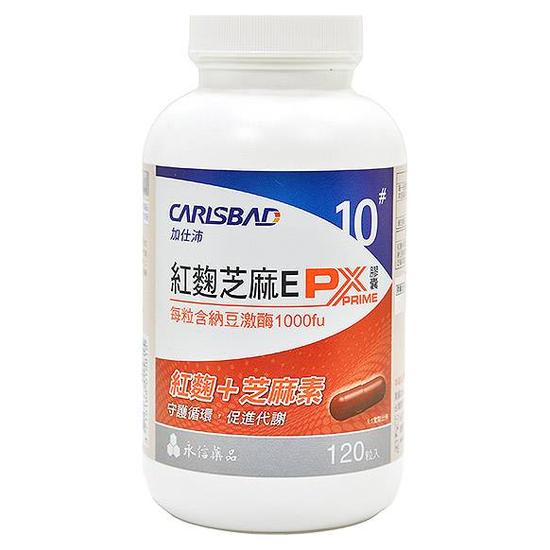 10#
CARLSBAD
加仕沛
紅麴芝麻E PX PRIME 膠囊
每粒含納豆激酶1000fu
紅麴＋芝麻素
守護循環，促進代謝
永信藥品
120粒入